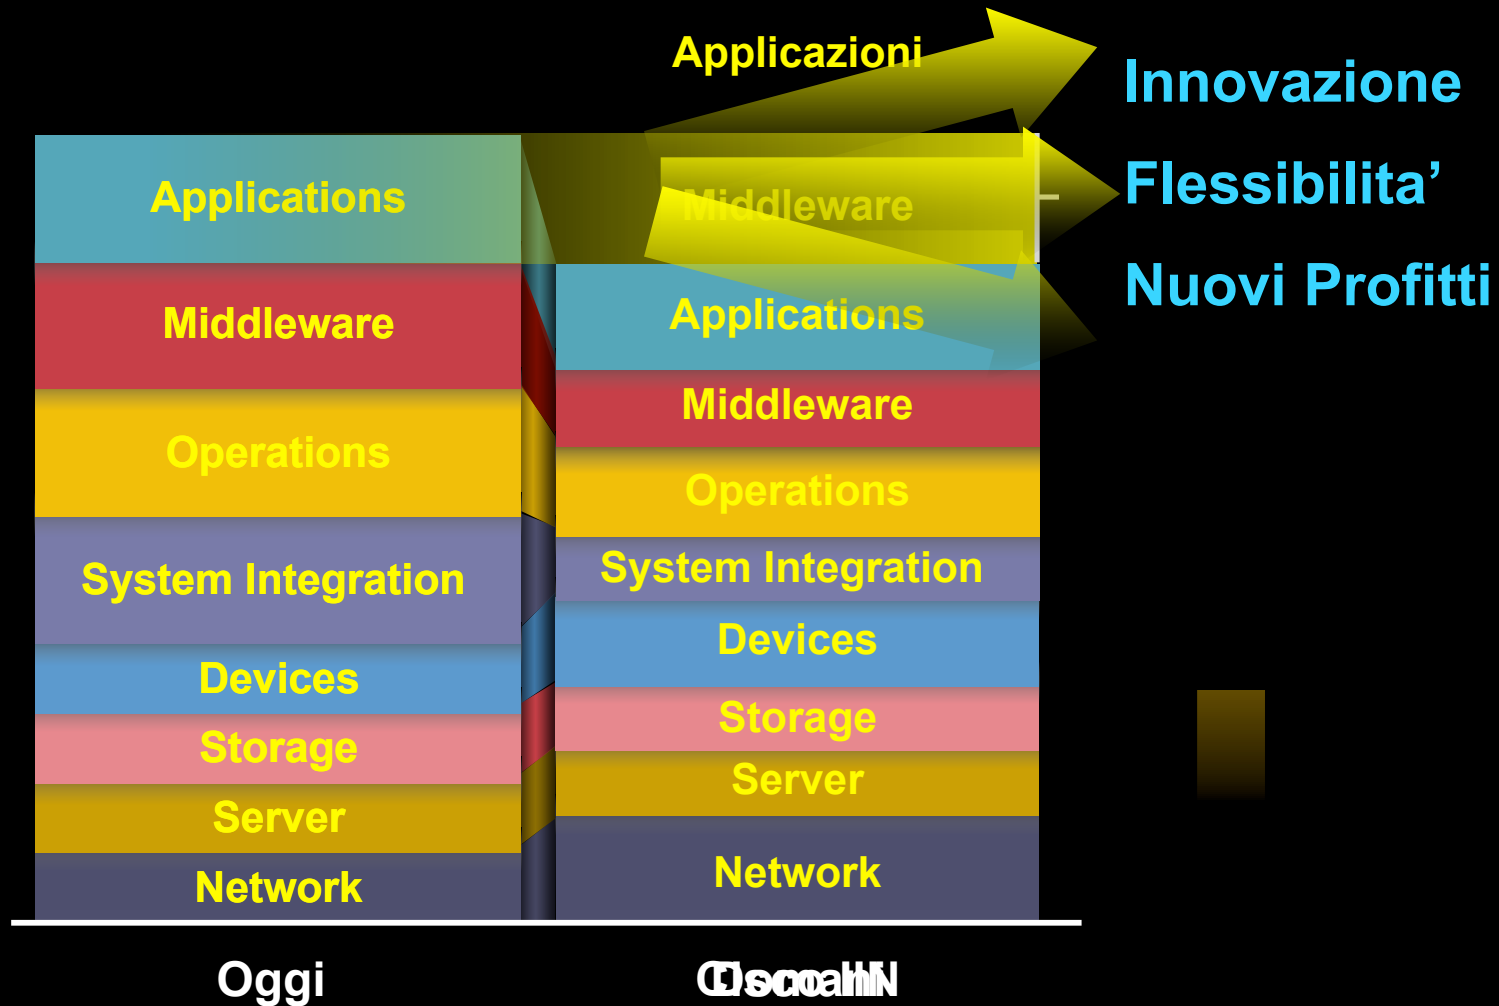 Applicazioni
Innovazione
Flessibilita’
Nuovi Profitti
Applications
Middleware
Operations
System Integration
Devices
Storage
Server
Network
Middleware
Applications
Middleware
Operations
System Integration
Devices
Storage
Server
Network
Oggi